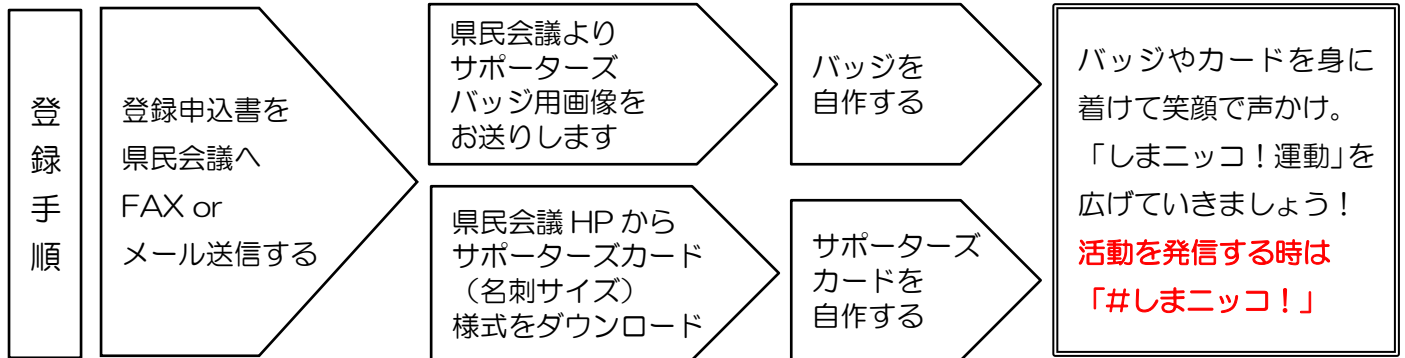 登録手順
登録申込書を
県民会議へ
FAX or
メール送信する
県民会議より
サポーターズ
バッジ用画像を
お送りします
バッジを
自作する
県民会議 HP から
サポーターズカード
（名刺サイズ）
様式をダウンロード
サポーターズ
カードを
自作する
バッジやカードを身に
着けて笑顔で声かけ。
「しまニッコ！運動」を
広げていきましょう！
活動を発信する時は
「#しまニッコ！」